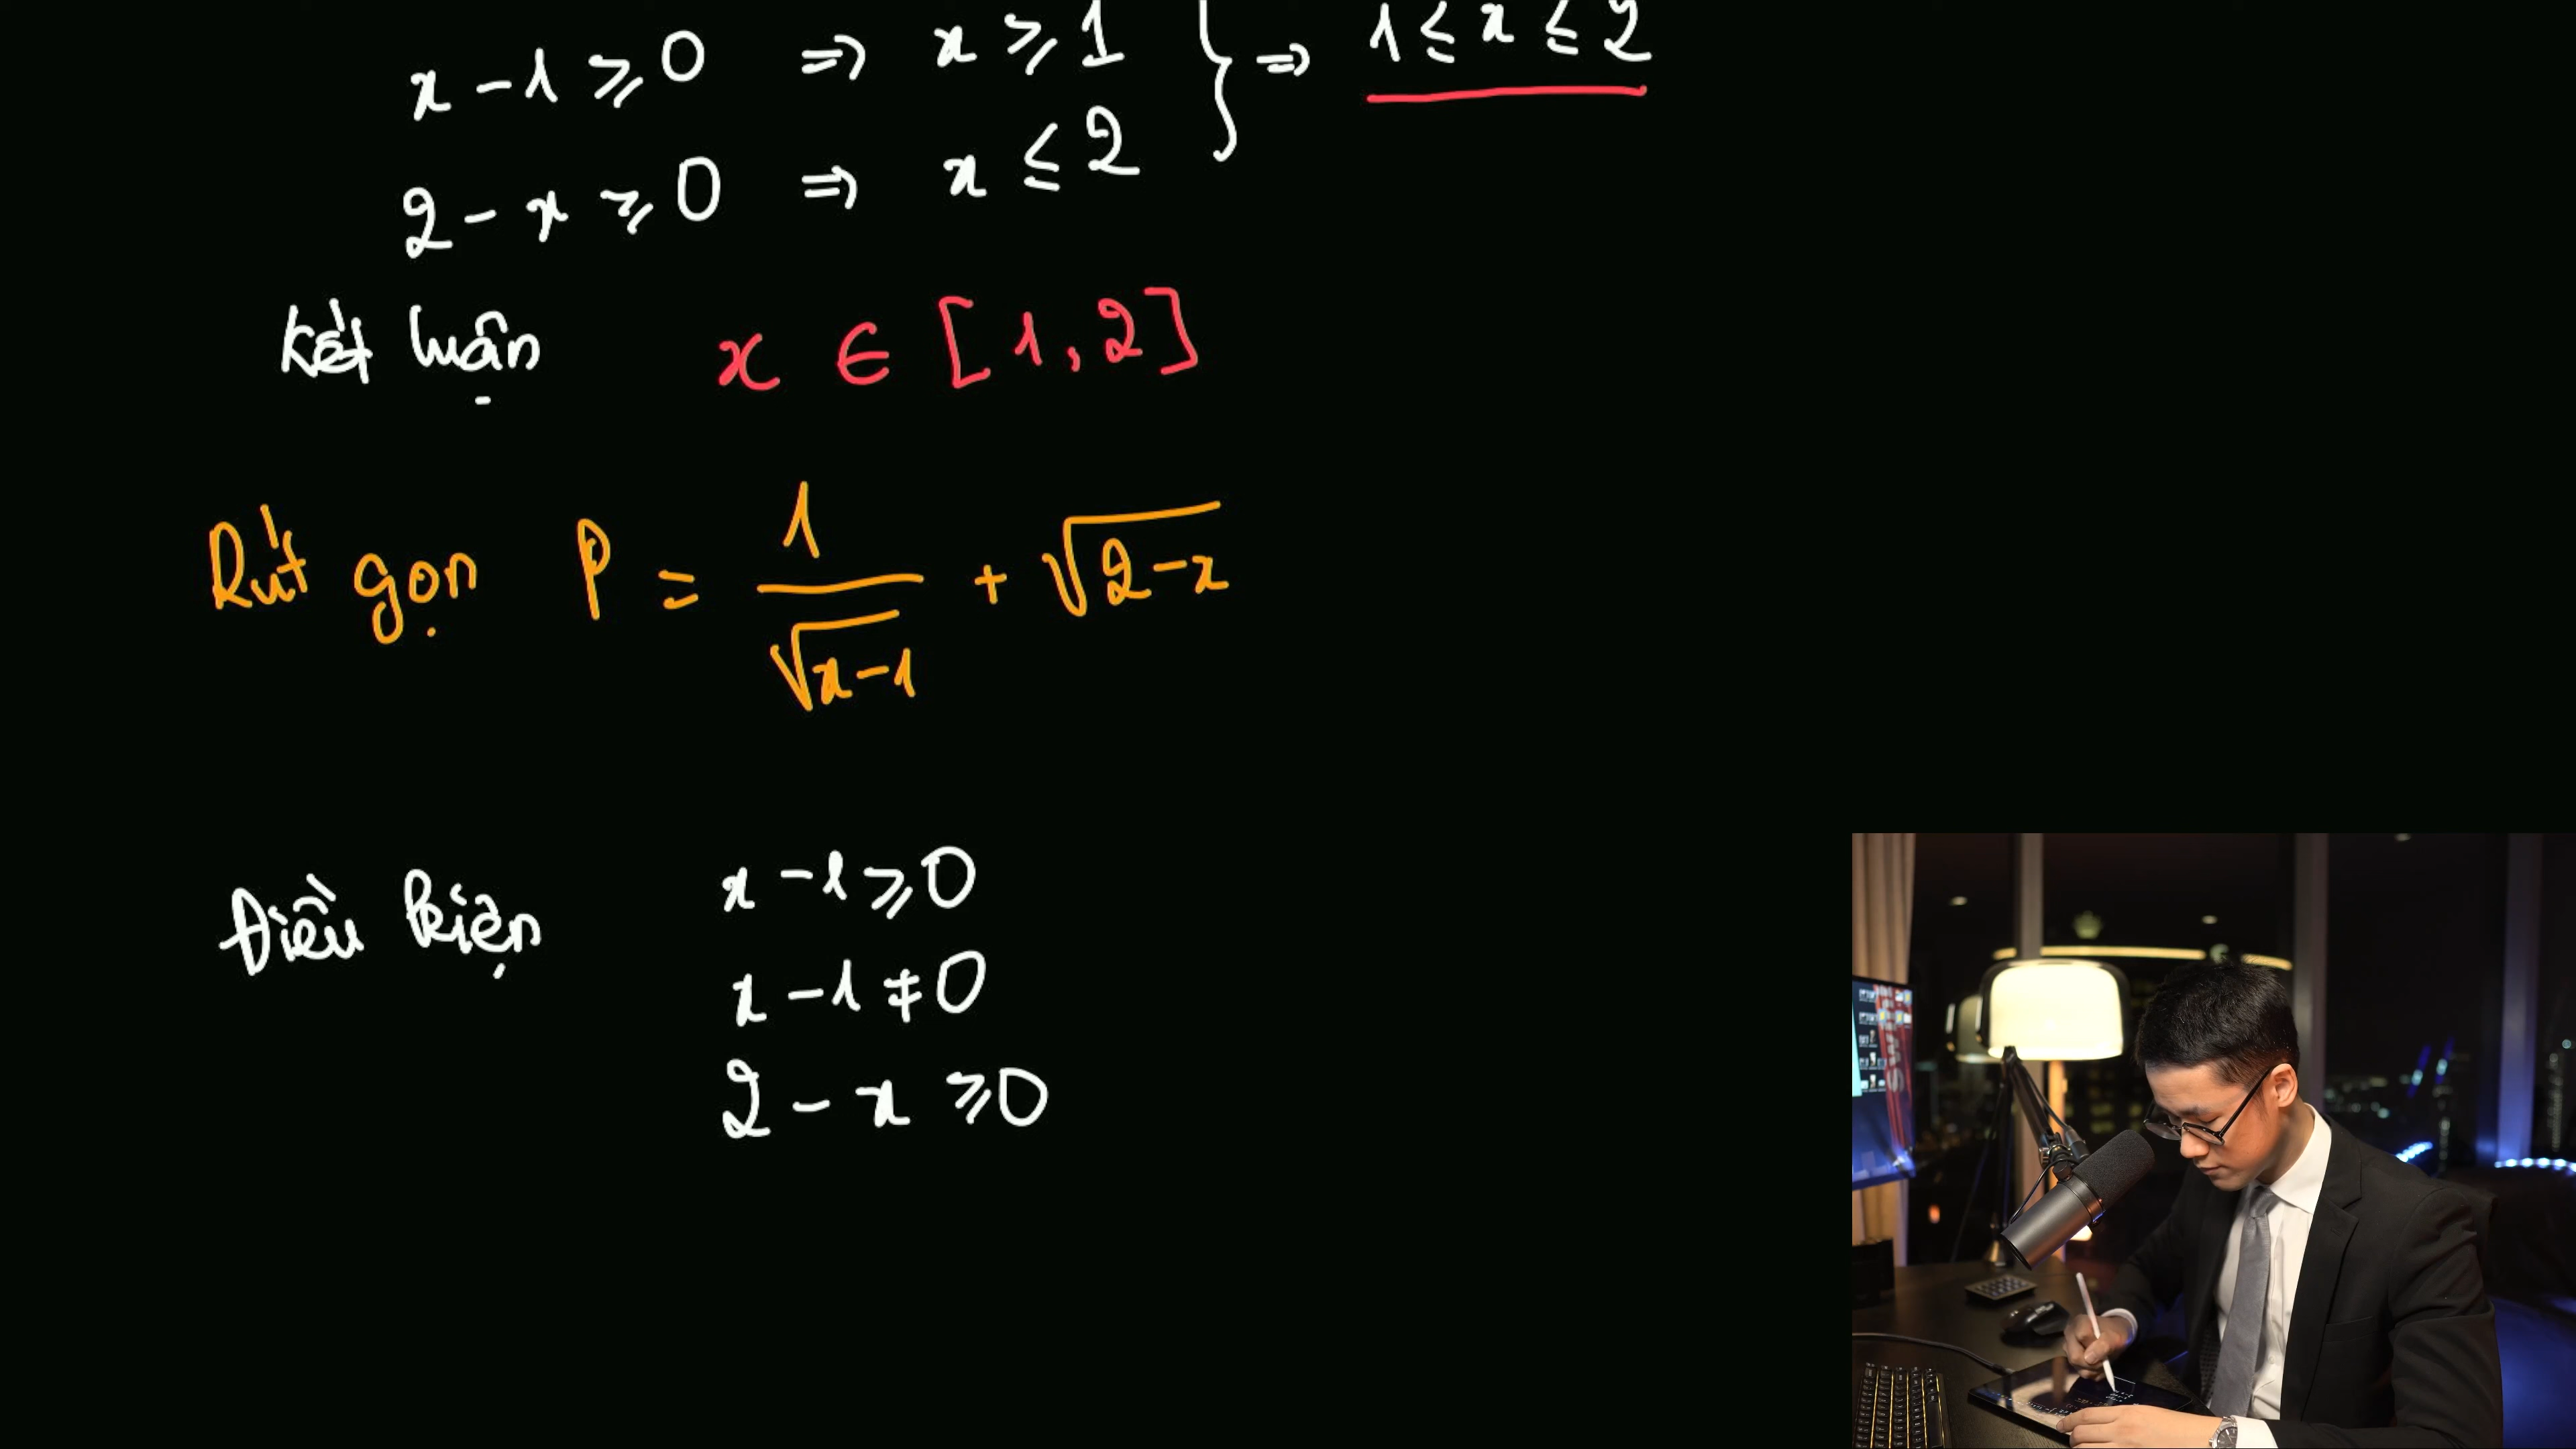 x - 1 ≥ 0 ⇒ x ≥ 1 } ⇒ 1 ≤ x ≤ 2
2 - x ≥ 0 ⇒ x ≤ 2
Kết luận x ∈ [1, 2]
Rút gọn P = 1/√(x-1) + √(2-x)
Điều kiện x - 1 ≥ 0
x - 1 ≠ 0
2 - x ≥ 0